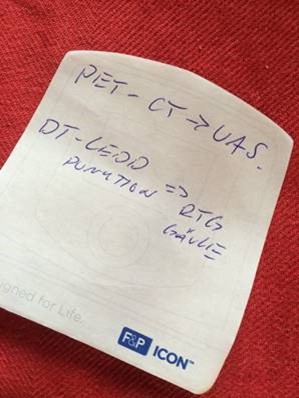 PET - CT → UAS.
DT-LEDD
PUNKTION ⇒ RTG
GÄVLE
igned for Life.
F&P ICON™